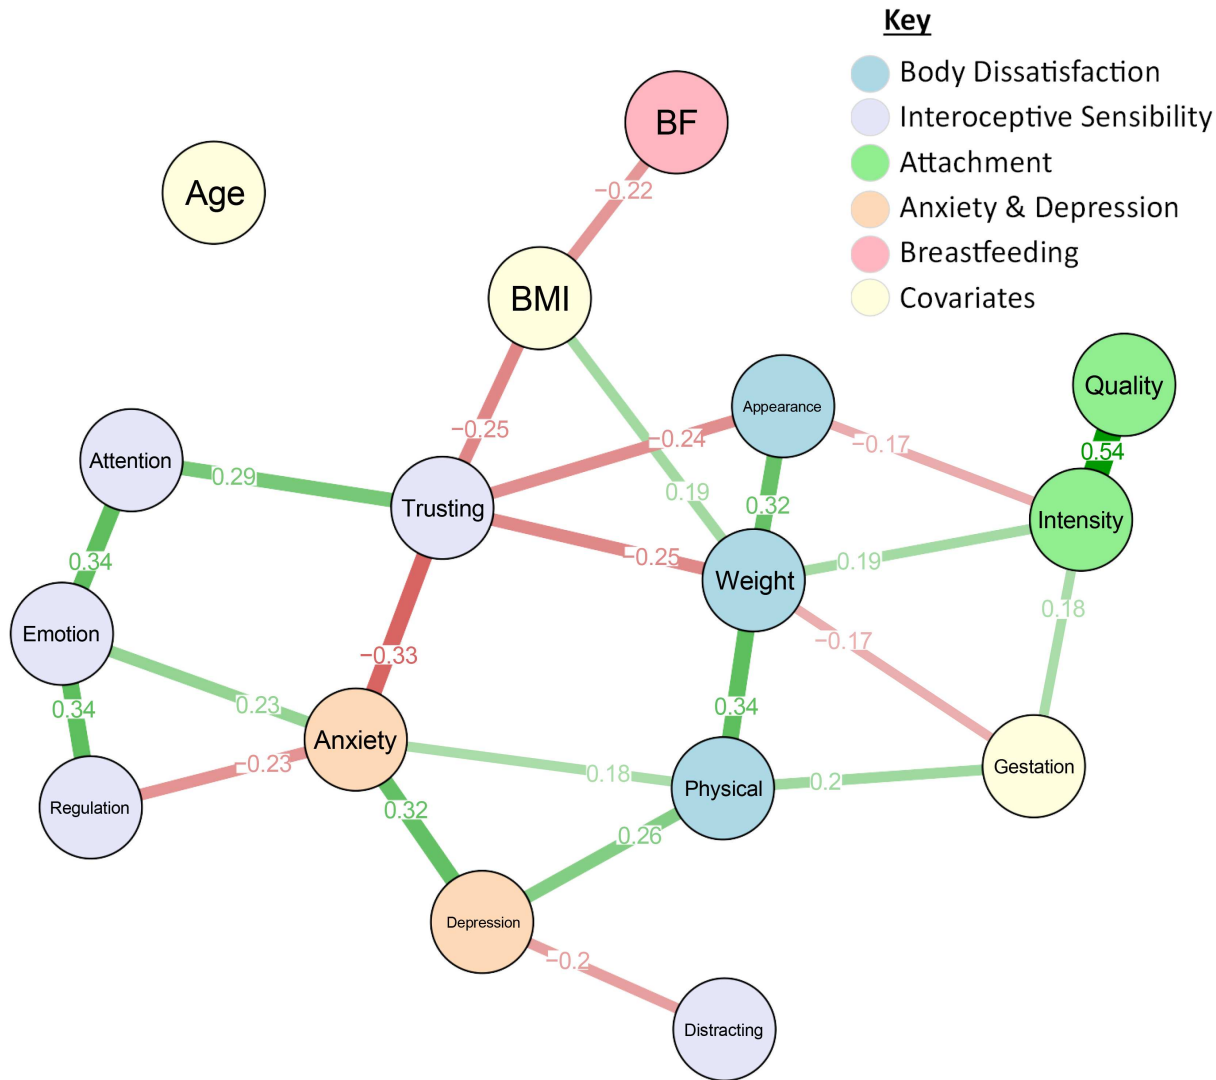 Key
Body Dissatisfaction
Interoceptive Sensibility
Attachment
Anxiety & Depression
Breastfeeding
Covariates
BF
Age
−0.22
BMI
Quality
Appearance
−0.25
−0.24
−0.17
0.54
Attention
0.29
0.19
Trusting
0.32
Intensity
0.34
−0.25
0.19
Weight
0.18
Emotion
−0.33
−0.17
0.23
0.34
0.34
Anxiety
−0.23
0.18
0.2
Gestation
Physical
Regulation
0.32
0.26
Depression
−0.2
Distracting